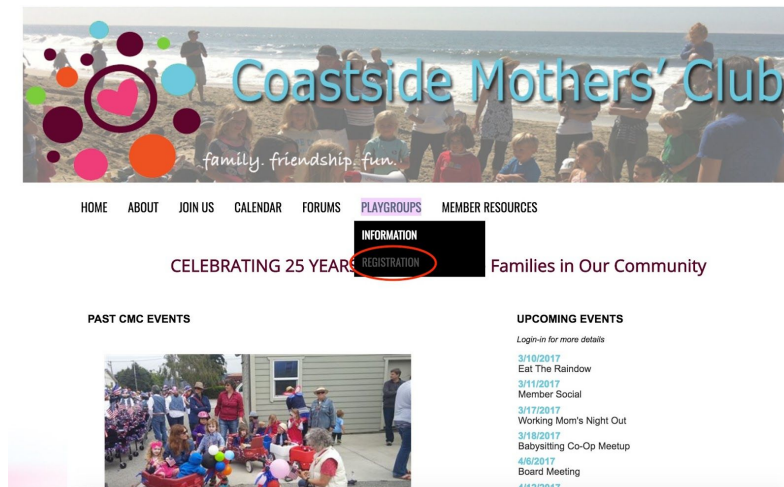 Coastside Mothers' Club
family. friendship. fun.
HOME ABOUT JOIN US CALENDAR FORUMS PLAYGROUPS MEMBER RESOURCES
INFORMATION
REGISTRATION
CELEBRATING 25 YEARS Families in Our Community
PAST CMC EVENTS
UPCOMING EVENTS
Login-in for more details
3/10/2017
Eat The Raindow
3/11/2017
Member Social
3/17/2017
Working Mom's Night Out
3/18/2017
Babysitting Co-Op Meetup
4/6/2017
Board Meeting